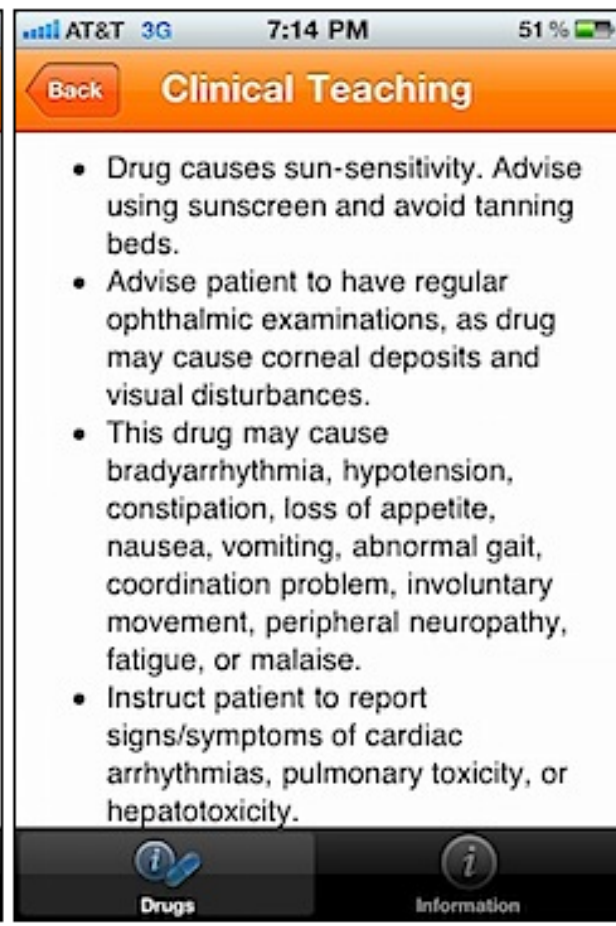 AT&T 3G 7:14 PM 51 %
Back Clinical Teaching
• Drug causes sun-sensitivity. Advise
using sunscreen and avoid tanning
beds.
• Advise patient to have regular
ophthalmic examinations, as drug
may cause corneal deposits and
visual disturbances.
• This drug may cause
bradyarrhythmia, hypotension,
constipation, loss of appetite,
nausea, vomiting, abnormal gait,
coordination problem, involuntary
movement, peripheral neuropathy,
fatigue, or malaise.
• Instruct patient to report
signs/symptoms of cardiac
arrhythmias, pulmonary toxicity, or
hepatotoxicity.
Drugs Information